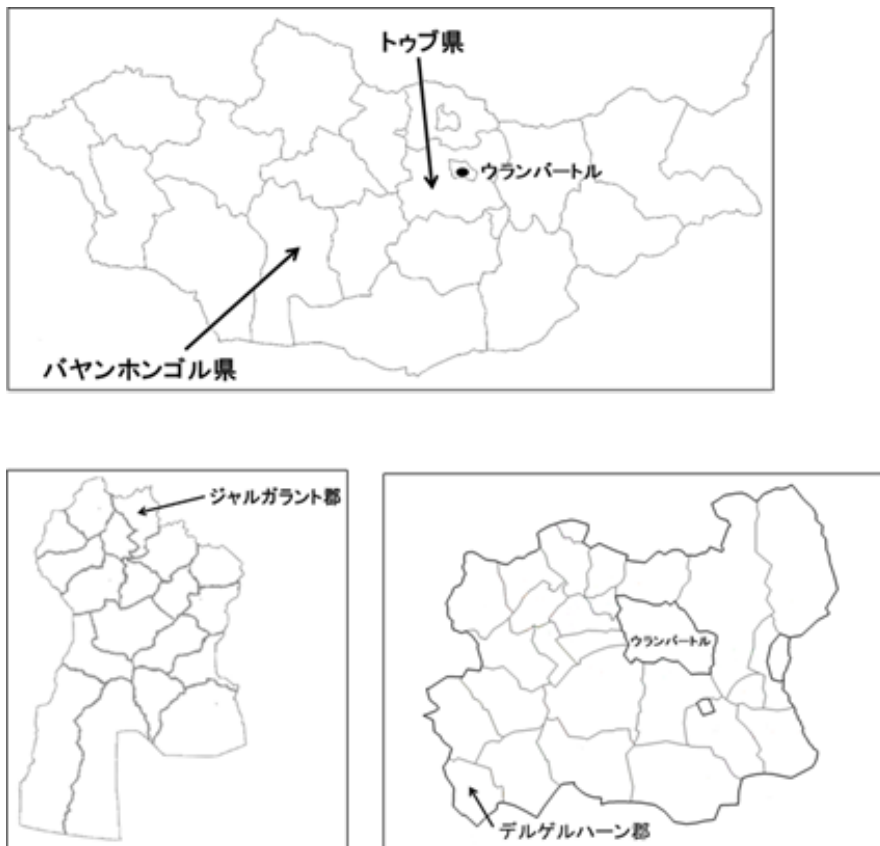 トゥブ県
ウランバートル
バヤンホンゴル県
ジャルガラント郡
ウランバートル
デルゲルハーン郡